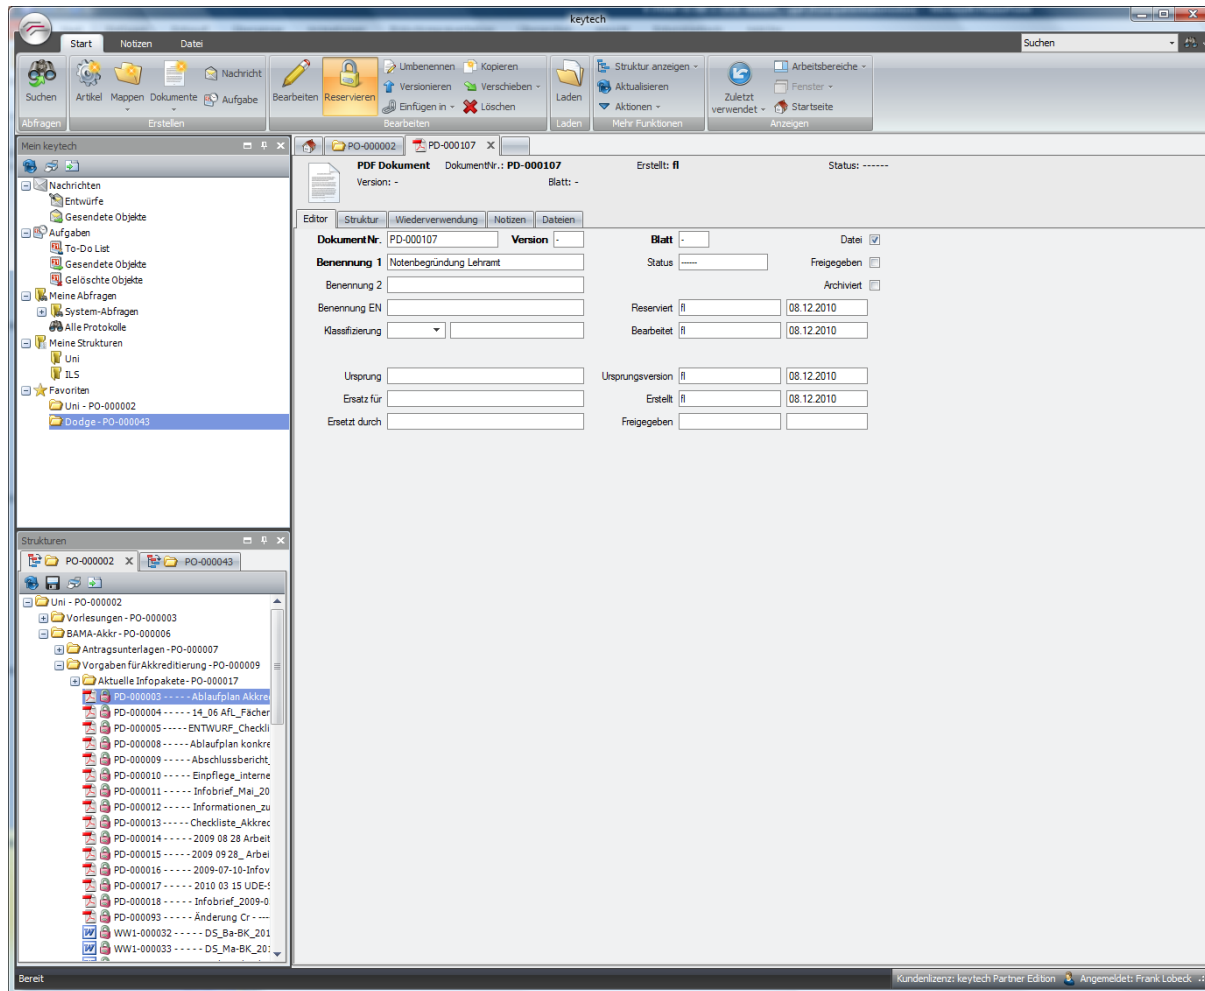 keytech
Start Notizen Datei Suchen
Suchen Artikel Mappen Dokumente Nachricht Aufgabe Bearbeiten Reservieren Umbenennen Kopieren Versionieren Verschieben Einfügen in Löschen Laden Struktur anzeigen Aktualisieren Aktionen Zuletzt verwendet Arbeitsbereiche Fenster Startseite
Abfragen Erstellen Bearbeiten Laden Mehr Funktionen Anzeigen
Mein keytech
Nachrichten
Entwürfe
Gesendete Objekte
Aufgaben
To-Do List
Gesendete Objekte
Gelöschte Objekte
Meine Abfragen
System-Abfragen
Alle Protokolle
Meine Strukturen
Uni
ILS
Favoriten
Uni - PO-000002
Dodge - PO-000043
Strukturen
PO-000002 X PO-000043
Uni - PO-000002
Vorlesungen - PO-000003
BAMA-Akkr - PO-000006
Antragsunterlagen - PO-000007
Vorgaben für Akkreditierung - PO-000009
Aktuelle Infopakete - PO-000017
PD-000003 - - - - - Ablaufplan Akkre
PD-000004 - - - - - 14_06 AfL_Fächer
PD-000005 - - - - - ENTWURF_Checkli
PD-000008 - - - - - Ablaufplan konkre
PD-000009 - - - - - Abschlussbericht_
PD-000010 - - - - - Einpflege_interne
PD-000011 - - - - - Infobrief_Mai_20
PD-000012 - - - - - Informationen_zu
PD-000013 - - - - - Checkliste_Akkred
PD-000014 - - - - - 2009 08 28 Arbeit
PD-000015 - - - - - 2009 09 28_ Arbei
PD-000016 - - - - - 2009-07-10-Infov
PD-000017 - - - - - 2010 03 15 UDE-S
PD-000018 - - - - - Infobrief_2009-0
PD-000093 - - - - - Änderung Cr - ---
WW1-000032 - - - - - DS_Ba-BK_201
WW1-000033 - - - - - DS_Ma-BK_201
PO-000002 PD-000107 X
PDF Dokument DokumentNr.: PD-000107 Erstellt: fl Status: ------
Version: - Blatt: -
Editor Struktur Wiederverwendung Notizen Dateien
DokumentNr. PD-000107 Version - Blatt - Datei
Benennung 1 Notenbegründung Lehramt Status ------ Freigegeben
Benennung 2 Archiviert
Benennung EN Reserviert fl 08.12.2010
Klassifizierung Bearbeitet fl 08.12.2010
Ursprung Ursprungsversion fl 08.12.2010
Ersatz für Erstellt fl 08.12.2010
Ersetzt durch Freigegeben
Bereit Kundenlizenz: keytech Partner Edition Angemeldet: Frank Lobeck